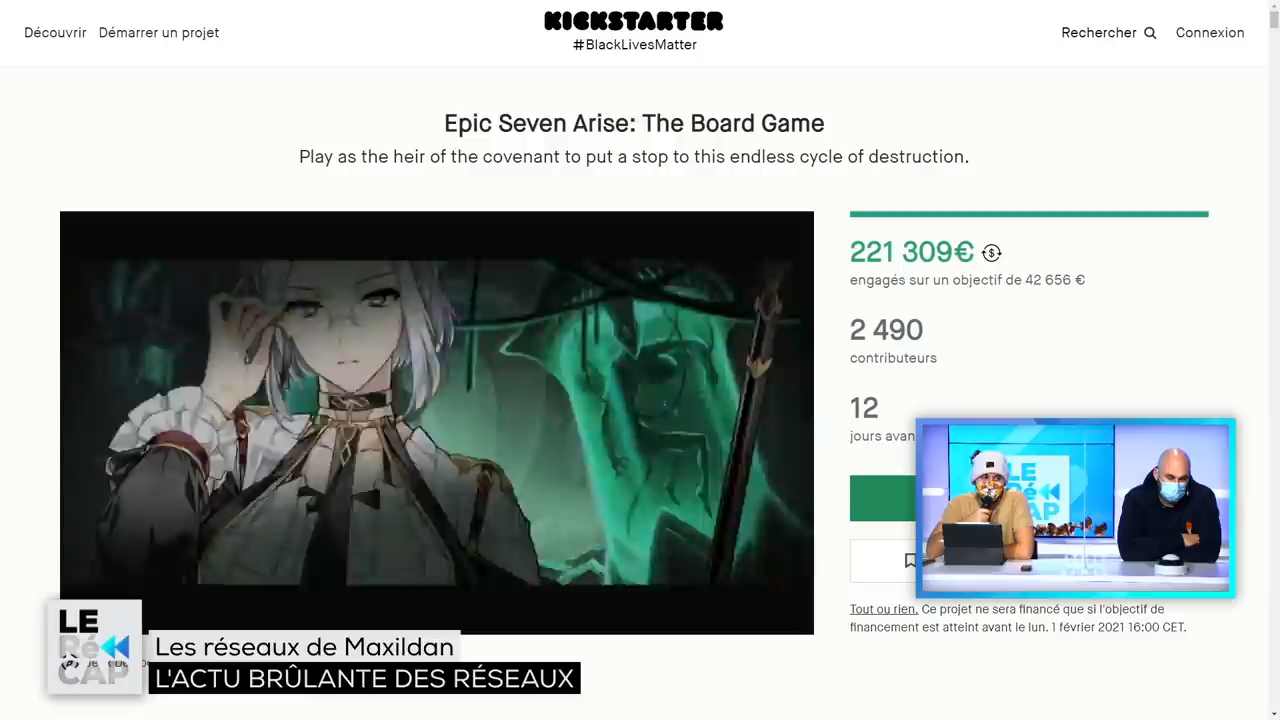 Découvrir Démarrer un projet
KICKSTARTER
#BlackLivesMatter
Rechercher
Connexion
Epic Seven Arise: The Board Game
Play as the heir of the covenant to put a stop to this endless cycle of destruction.
221 309€
engagés sur un objectif de 42 656 €
2 490
contributeurs
12
jours avan
LE
Ré
CAP
Tout ou rien. Ce projet ne sera financé que si l'objectif de
financement est atteint avant le lun. 1 février 2021 16:00 CET.
LE
Ré
CAP
Les réseaux de Maxildan
L'ACTU BRÛLANTE DES RÉSEAUX